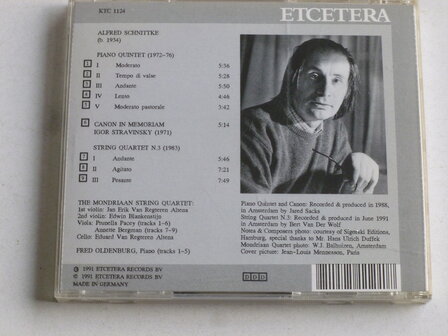 KTC 1124
ETCETERA
ALFRED SCHNITTKE
(b. 1934)
PIANO QUINTET (1972-76)
1 I Moderato 5:36
2 II Tempo di valse 5:28
3 III Andante 5:50
4 IV Lento 4:46
5 V Moderato pastorale 3:42
6 CANON IN MEMORIAM 5:14
IGOR STRAVINSKY (1971)
STRING QUARTET N.3 (1983)
7 I Andante 5:46
8 II Agitato 7:21
9 III Pesante 7:49
THE MONDRIAAN STRING QUARTET:
1st violin: Jan Erik Van Regteren Altena
2nd violin: Edwin Blankenstijn
Viola: Prunella Pacey (tracks 1-6)
Annette Bergman (tracks 7-9)
Cello: Eduard Van Regteren Altena
FRED OLDENBURG, Piano (tracks 1-5)
Piano Quintet and Canon: Recorded & produced in 1988,
in Amsterdam by Jared Sacks
String Quartet N.3: Recorded & produced in June 1991
in Amsterdam by Bert Van Der Wolf
Notes & Composers photo: courtesy of Sikorski Editions,
Hamburg, special thanks to Mr. Hans Ulrich Duffek
Mondriaan Quartet photo: W.J. Balhuizen, Amsterdam
Cover picture: Jean-Louis Mennesson, Paris
℗ 1991 ETCETERA RECORDS BV
© 1991 ETCETERA RECORDS BV
MADE IN GERMANY
DDD